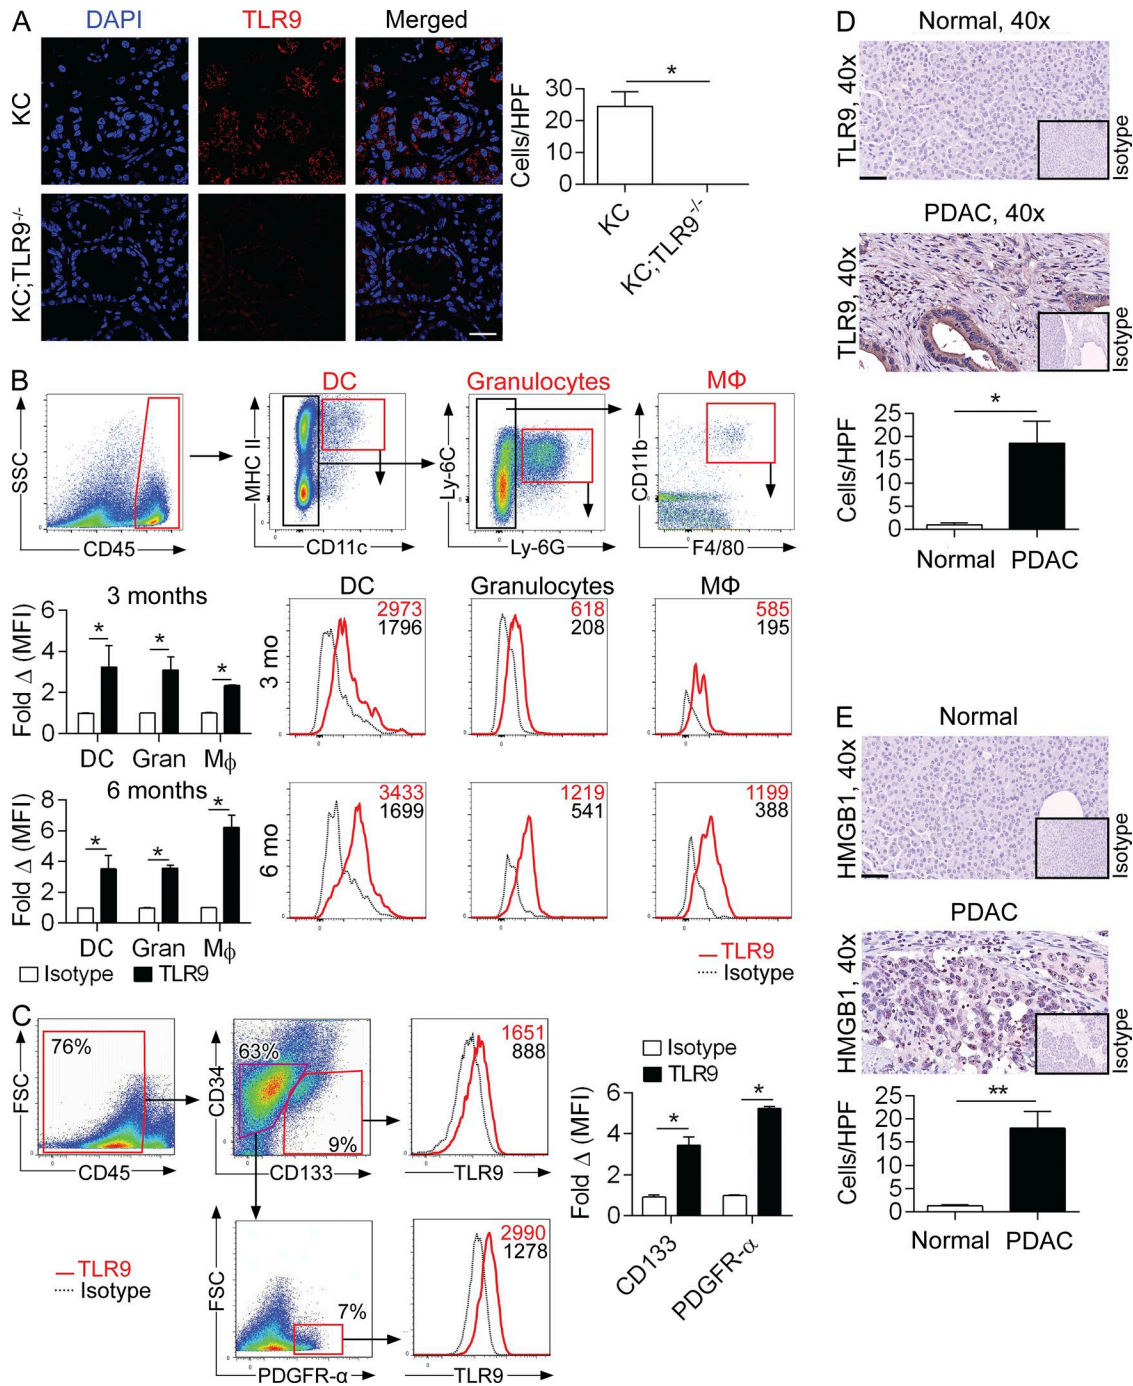 A
DAPI
TLR9
Merged
KC
KC;TLR9-/-
Cells/HPF
30
20
10
0
*
KC
KC;TLR9-/-
B
SSC
CD45
DC
MHC II
CD11c
Granulocytes
Ly-6C
Ly-6G
MΦ
CD11b
F4/80
3 months
Fold Δ (MFI)
6
4
2
0
*
*
*
DC
Gran
Mϕ
6 months
Fold Δ (MFI)
8
6
4
2
0
*
*
*
DC
Gran
Mϕ
Isotype
TLR9
DC
Granulocytes
MΦ
3 mo
2973
1796
618
208
585
195
6 mo
3433
1699
1219
541
1199
388
TLR9
Isotype
C
FSC
76%
CD45
CD34
63%
9%
CD133
1651
888
TLR9
FSC
7%
PDGFR-α
2990
1278
TLR9
TLR9
Isotype
Isotype
TLR9
Fold Δ (MFI)
6
4
2
0
*
*
CD133
PDGFR-α
D
Normal, 40x
TLR9, 40x
Isotype
PDAC, 40x
TLR9, 40x
Isotype
Cells/HPF
25
20
15
10
5
0
*
Normal
PDAC
E
Normal
HMGB1, 40x
Isotype
PDAC
HMGB1, 40x
Isotype
Cells/HPF
25
20
15
10
5
0
**
Normal
PDAC